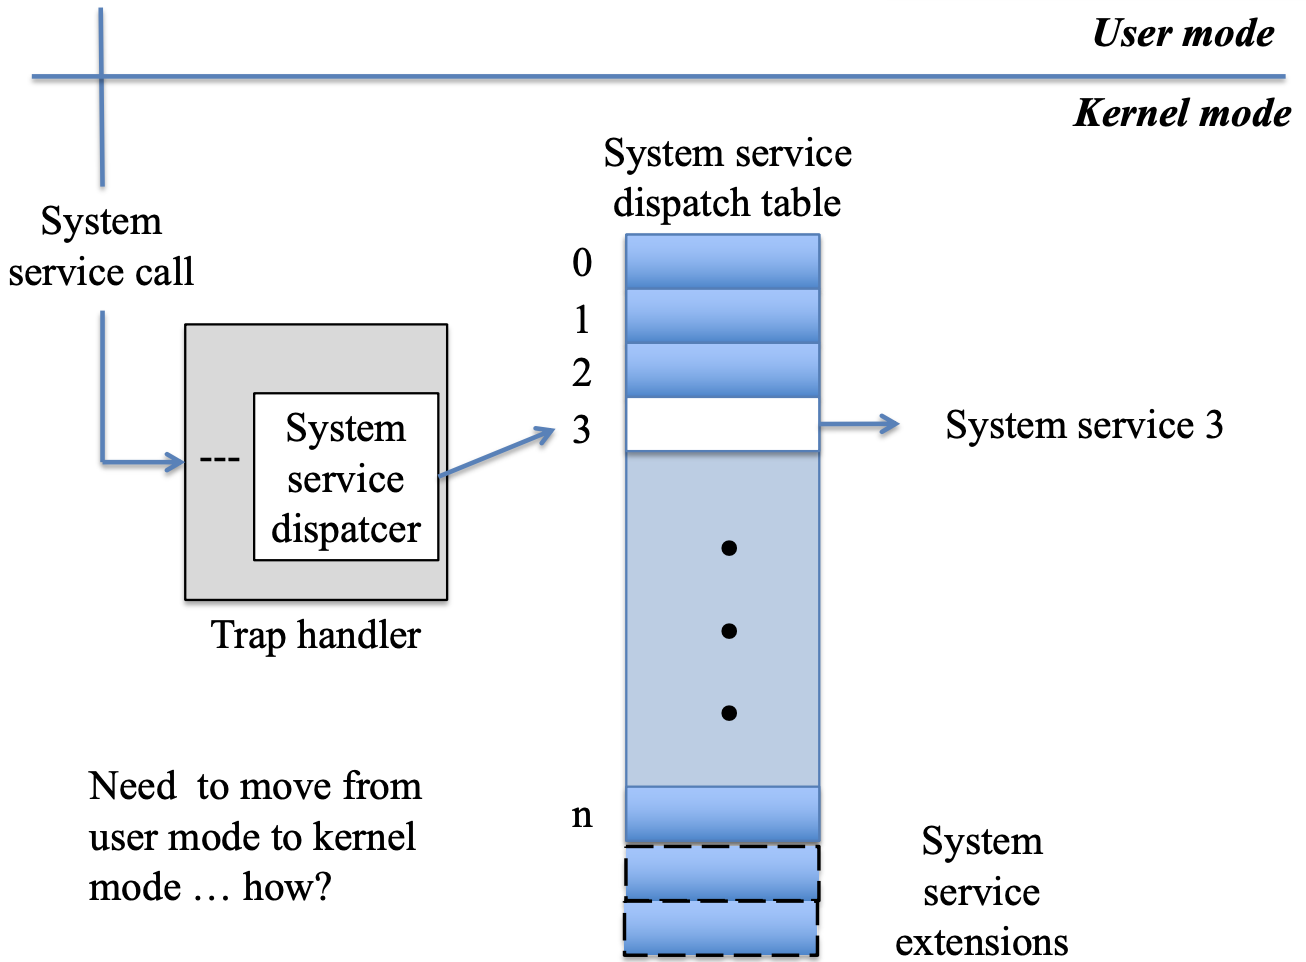 User mode
Kernel mode
System service
dispatch table
System
service call
0
1
2
3
System service 3
---
System
service
dispatcer
Trap handler
n
Need  to move from
user mode to kernel
mode … how?
System
service
extensions